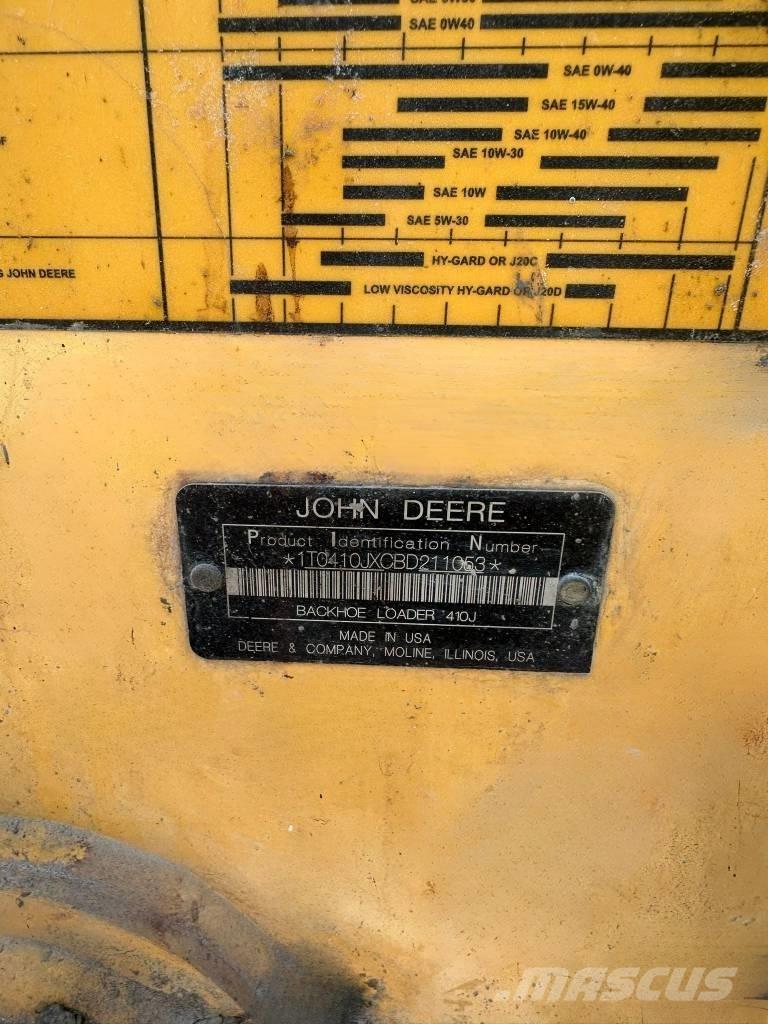 SAE 0W40
SAE 0W-40
SAE 15W-40
SAE 10W-40
SAE 10W-30
SAE 10W
SAE 5W-30
HY-GARD OR J20C
JOHN DEERE
LOW VISCOSITY HY-GARD OR J20D
JOHN DEERE
Product Identification Number
*1T0410JXCBD211053*
BACKHOE LOADER 410J
MADE IN USA
DEERE & COMPANY, MOLINE, ILLINOIS, USA
MASCUS